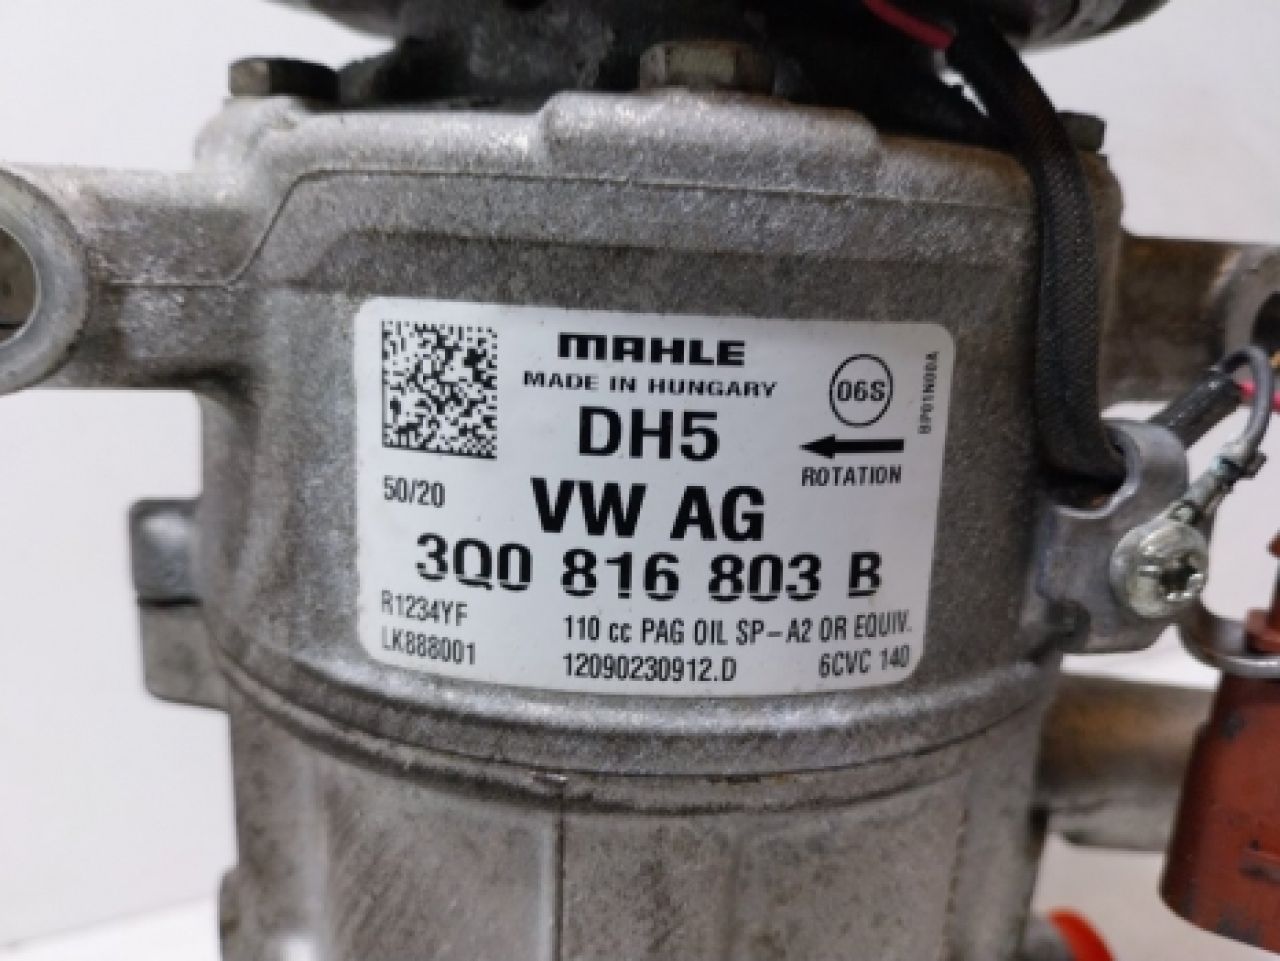 MAHLE
MADE IN HUNGARY
DH5
06S
ROTATION
BP01N00A
50/20
VW AG
3Q0 816 803 B
R1234YF
110 cc PAG OIL SP-A2 OR EQUIV.
LK888001
12090230912.D
6CVC 140